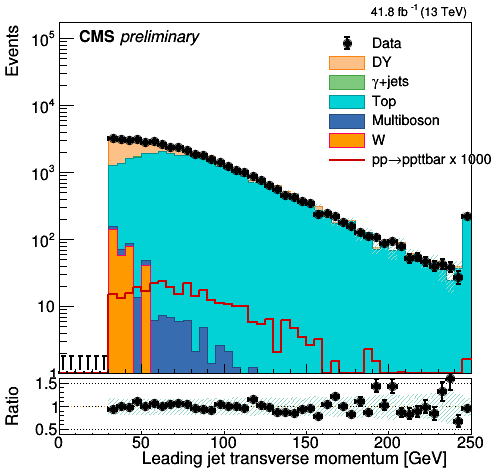 41.8 fb⁻¹ (13 TeV)
CMS preliminary
Events
10⁵
10⁴
10³
10²
10
1
Data
DY
γ+jets
Top
Multiboson
W
pp→ppttbar x 1000
Ratio
1.5
1
0.5
0 50 100 150 200 250
Leading jet transverse momentum [GeV]